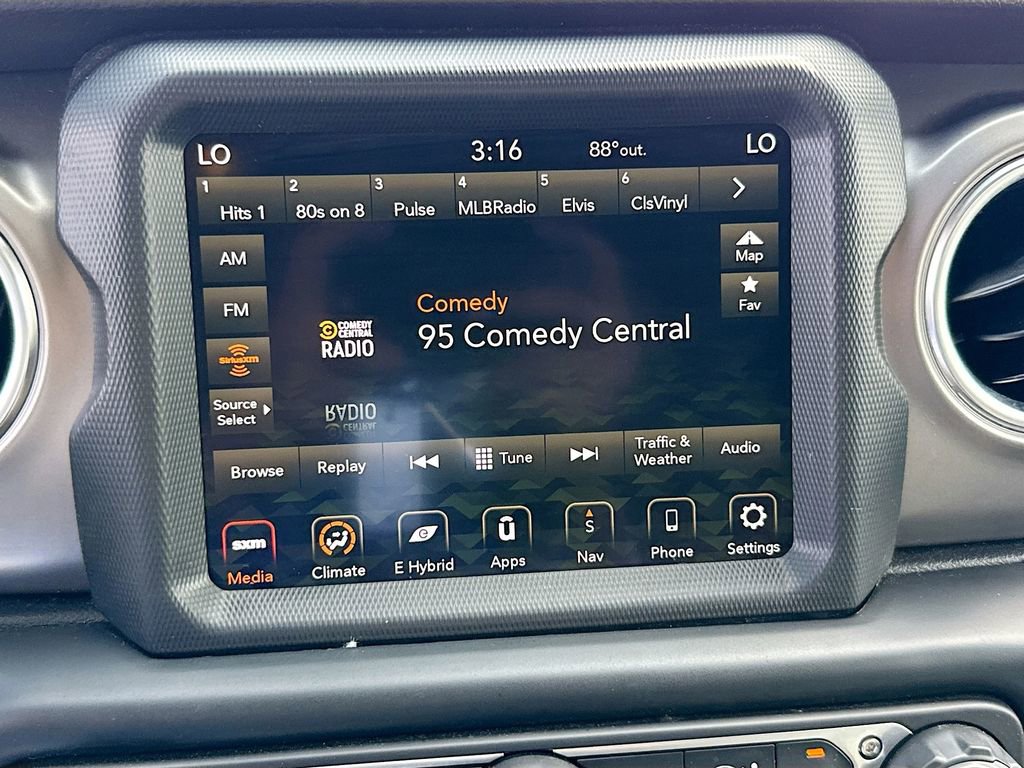 LO 3:16 88°out. LO
1 Hits 1 2 80s on 8 3 Pulse 4 MLBRadio 5 Elvis 6 ClsVinyl
AM
FM
SiriusXM
Source
Select
Comedy
95 Comedy Central
COMEDY
CENTRAL
RADIO
Map
Fav
Browse Replay Tune Traffic &
Weather Audio
sxm
Media
Climate
e
E Hybrid
ū
Apps
S
Nav
Phone
Settings